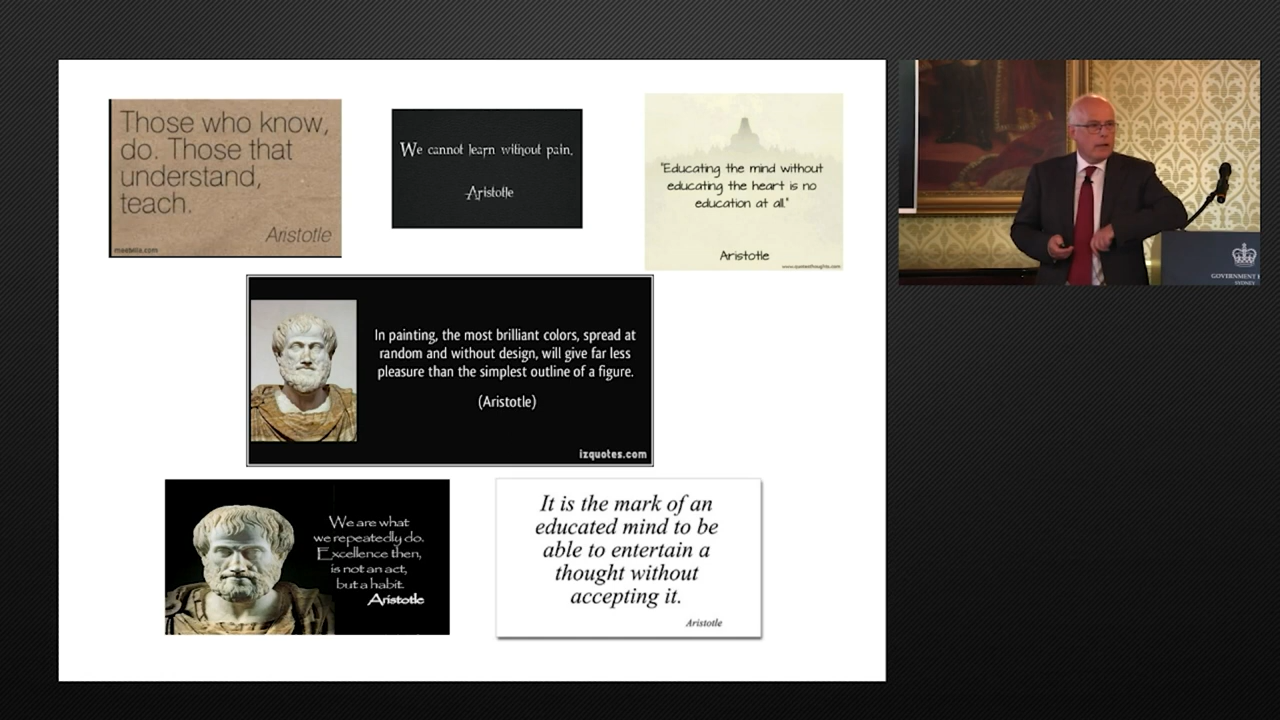 Those who know,
do. Those that
understand,
teach.
Aristotle
We cannot learn without pain.
-Aristotle
"Educating the mind without
educating the heart is no
education at all."
Aristotle
www.quotesthoughts.com
In painting, the most brilliant colors, spread at
random and without design, will give far less
pleasure than the simplest outline of a figure.
(Aristotle)
izquotes.com
We are what
we repeatedly do.
Excellence then,
is not an act,
but a habit.
Aristotle
It is the mark of an
educated mind to be
able to entertain a
thought without
accepting it.
Aristotle
GOVERNMENT
SYDNEY